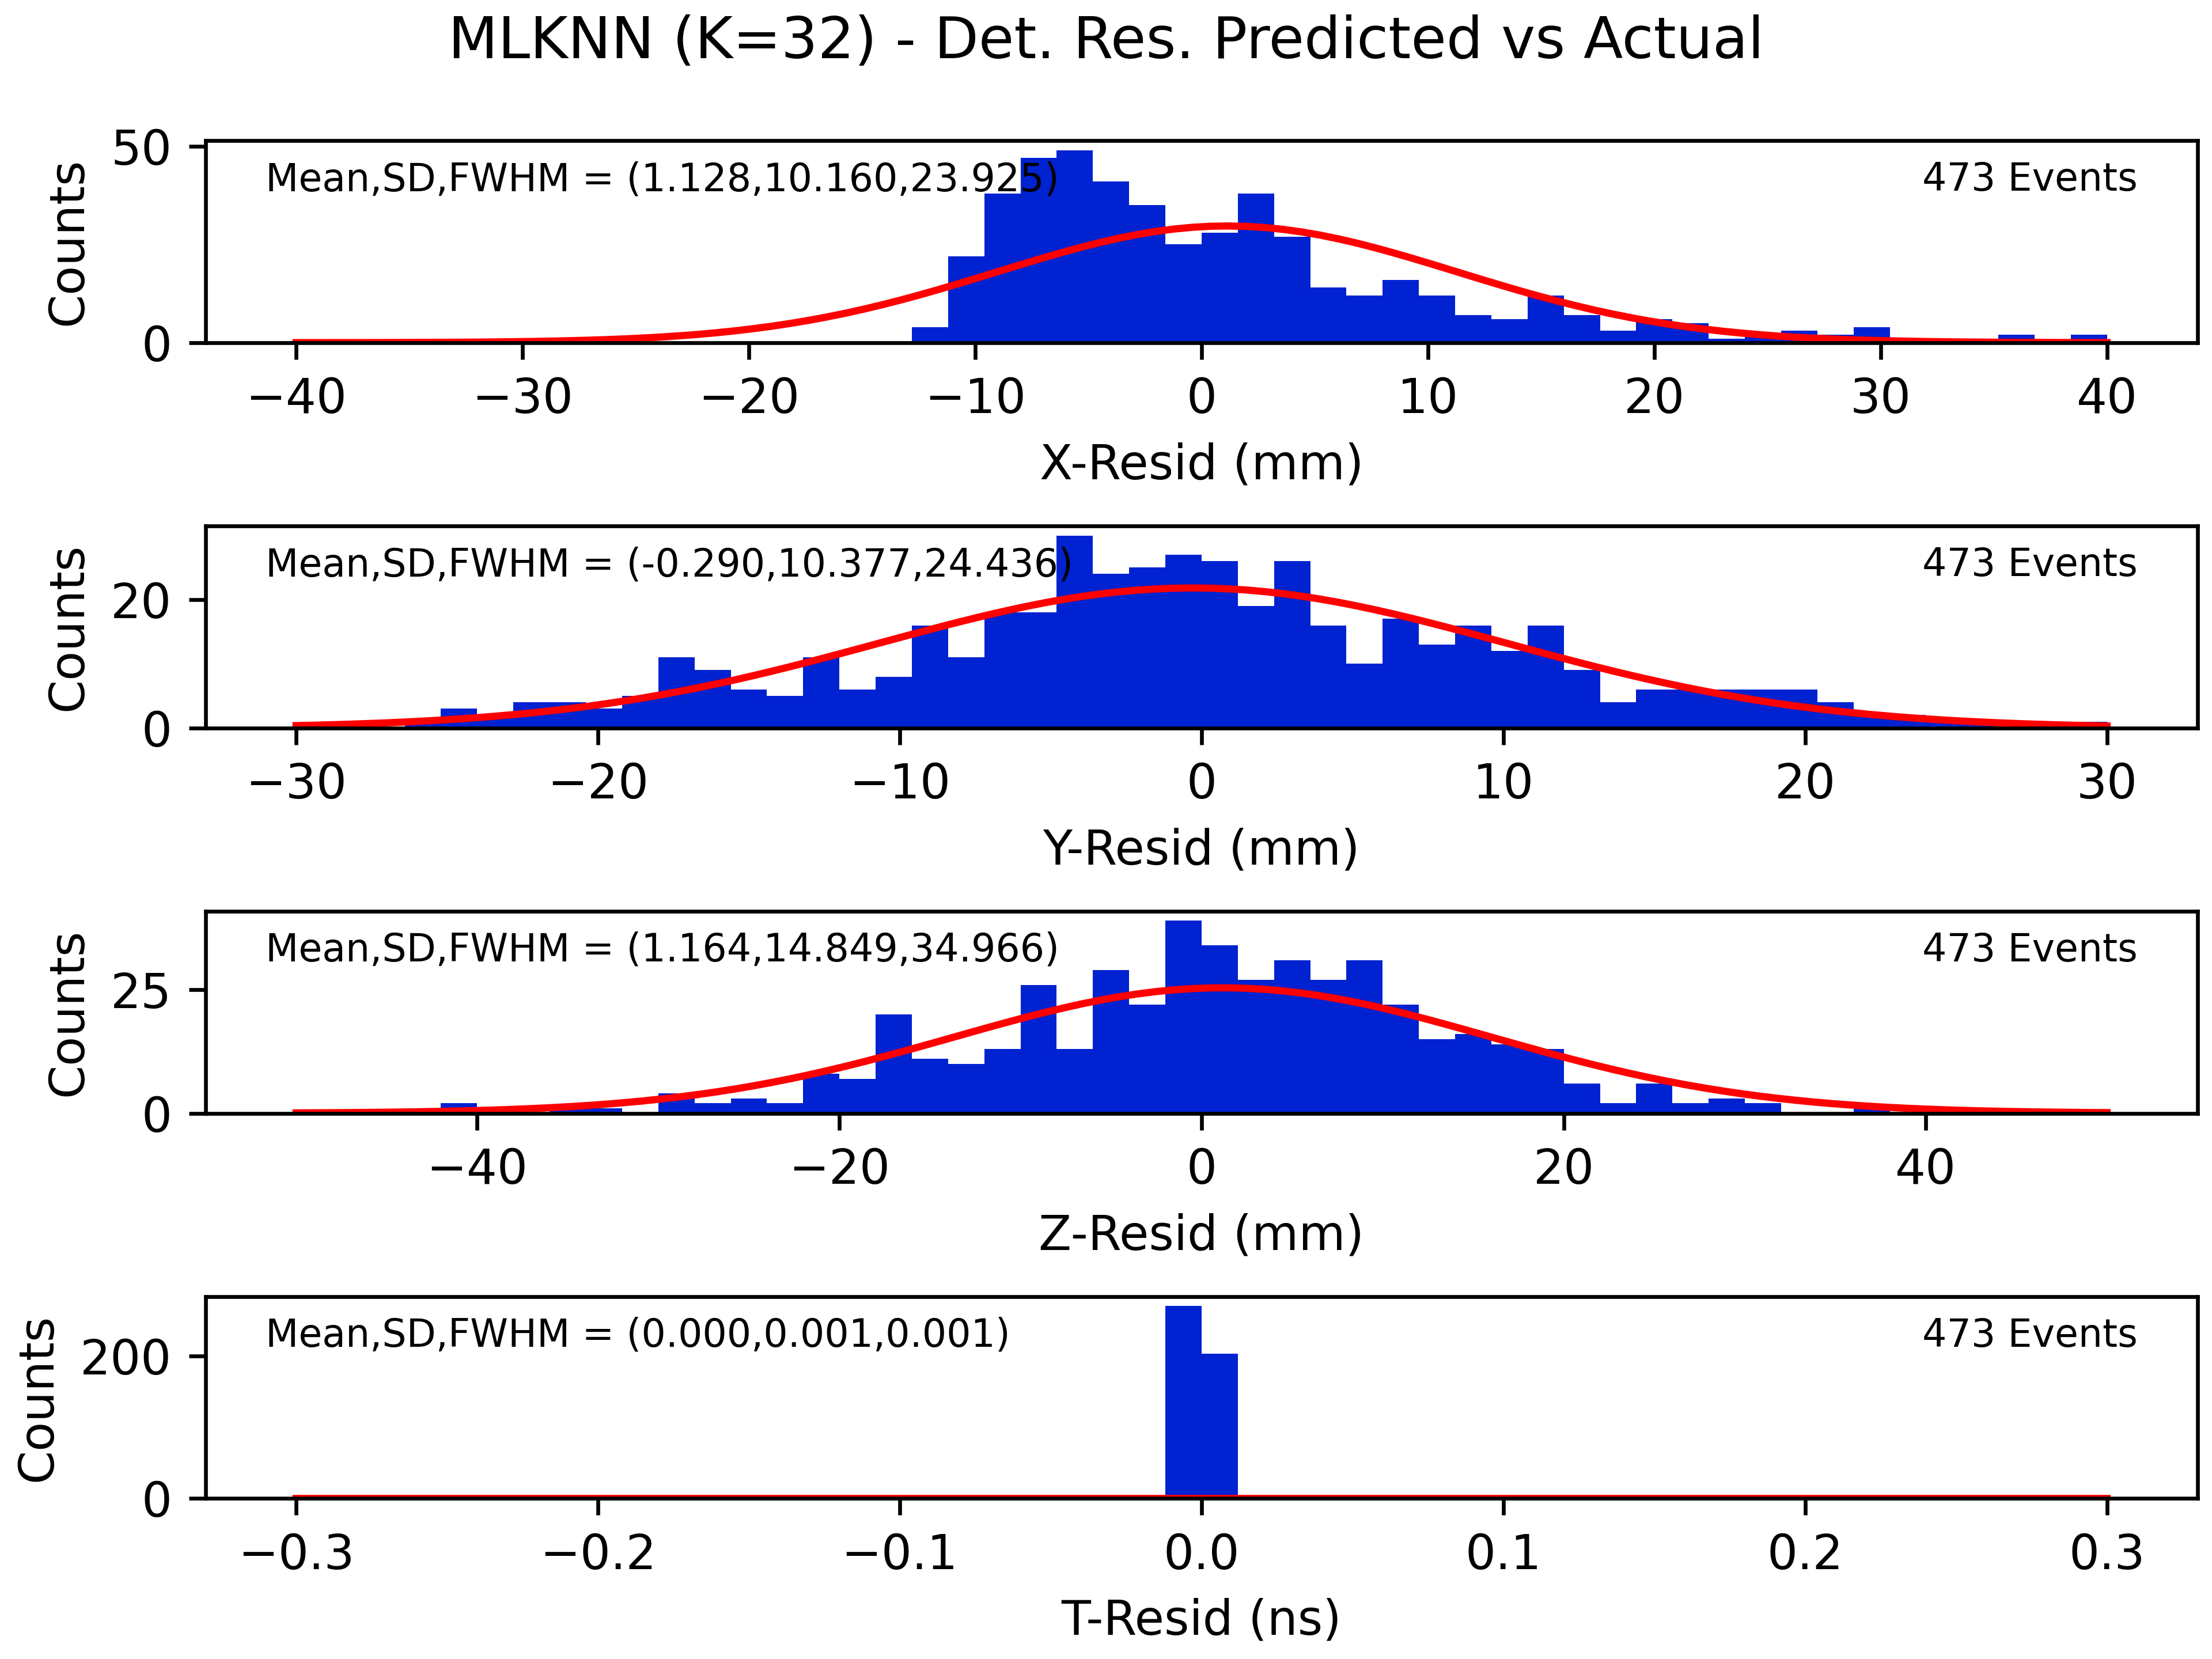 MLKNN (K=32) - Det. Res. Predicted vs Actual
50
Mean,SD,FWHM = (1.128,10.160,23.925)
473 Events
Counts
0
−40 −30 −20 −10 0 10 20 30 40
X-Resid (mm)
Mean,SD,FWHM = (-0.290,10.377,24.436)
473 Events
Counts
20
0
−30 −20 −10 0 10 20 30
Y-Resid (mm)
Mean,SD,FWHM = (1.164,14.849,34.966)
473 Events
Counts
25
0
−40 −20 0 20 40
Z-Resid (mm)
Mean,SD,FWHM = (0.000,0.001,0.001)
473 Events
Counts
200
0
−0.3 −0.2 −0.1 0.0 0.1 0.2 0.3
T-Resid (ns)